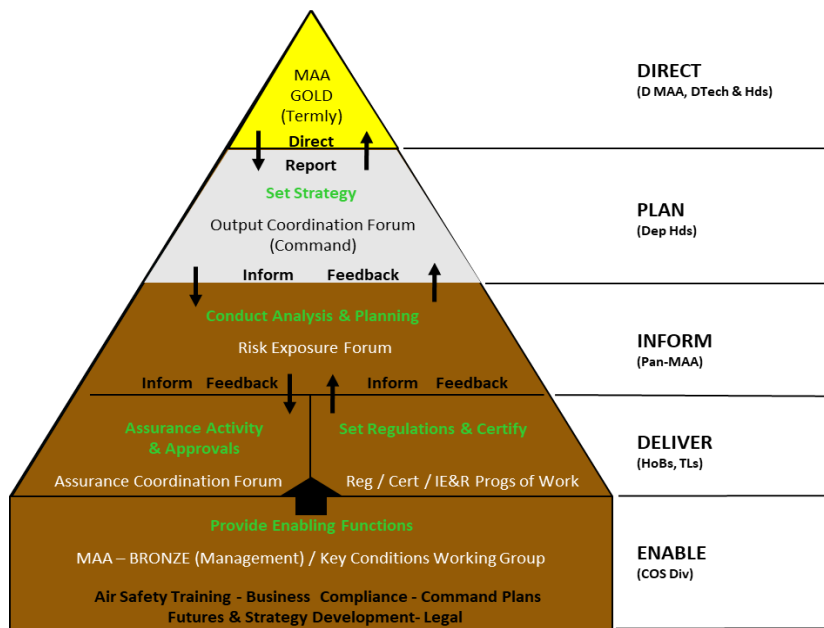 MAA
GOLD
(Termly)
Direct
Report
Set Strategy
Output Coordination Forum
(Command)
Inform Feedback
Conduct Analysis & Planning
Risk Exposure Forum
Inform Feedback Inform Feedback
Assurance Activity
& Approvals
Set Regulations & Certify
Assurance Coordination Forum
Reg / Cert / IE&R Progs of Work
Provide Enabling Functions
MAA – BRONZE (Management) / Key Conditions Working Group
Air Safety Training - Business Compliance - Command Plans
Futures & Strategy Development- Legal
DIRECT
(D MAA, DTech & Hds)
PLAN
(Dep Hds)
INFORM
(Pan-MAA)
DELIVER
(HoBs, TLs)
ENABLE
(COS Div)